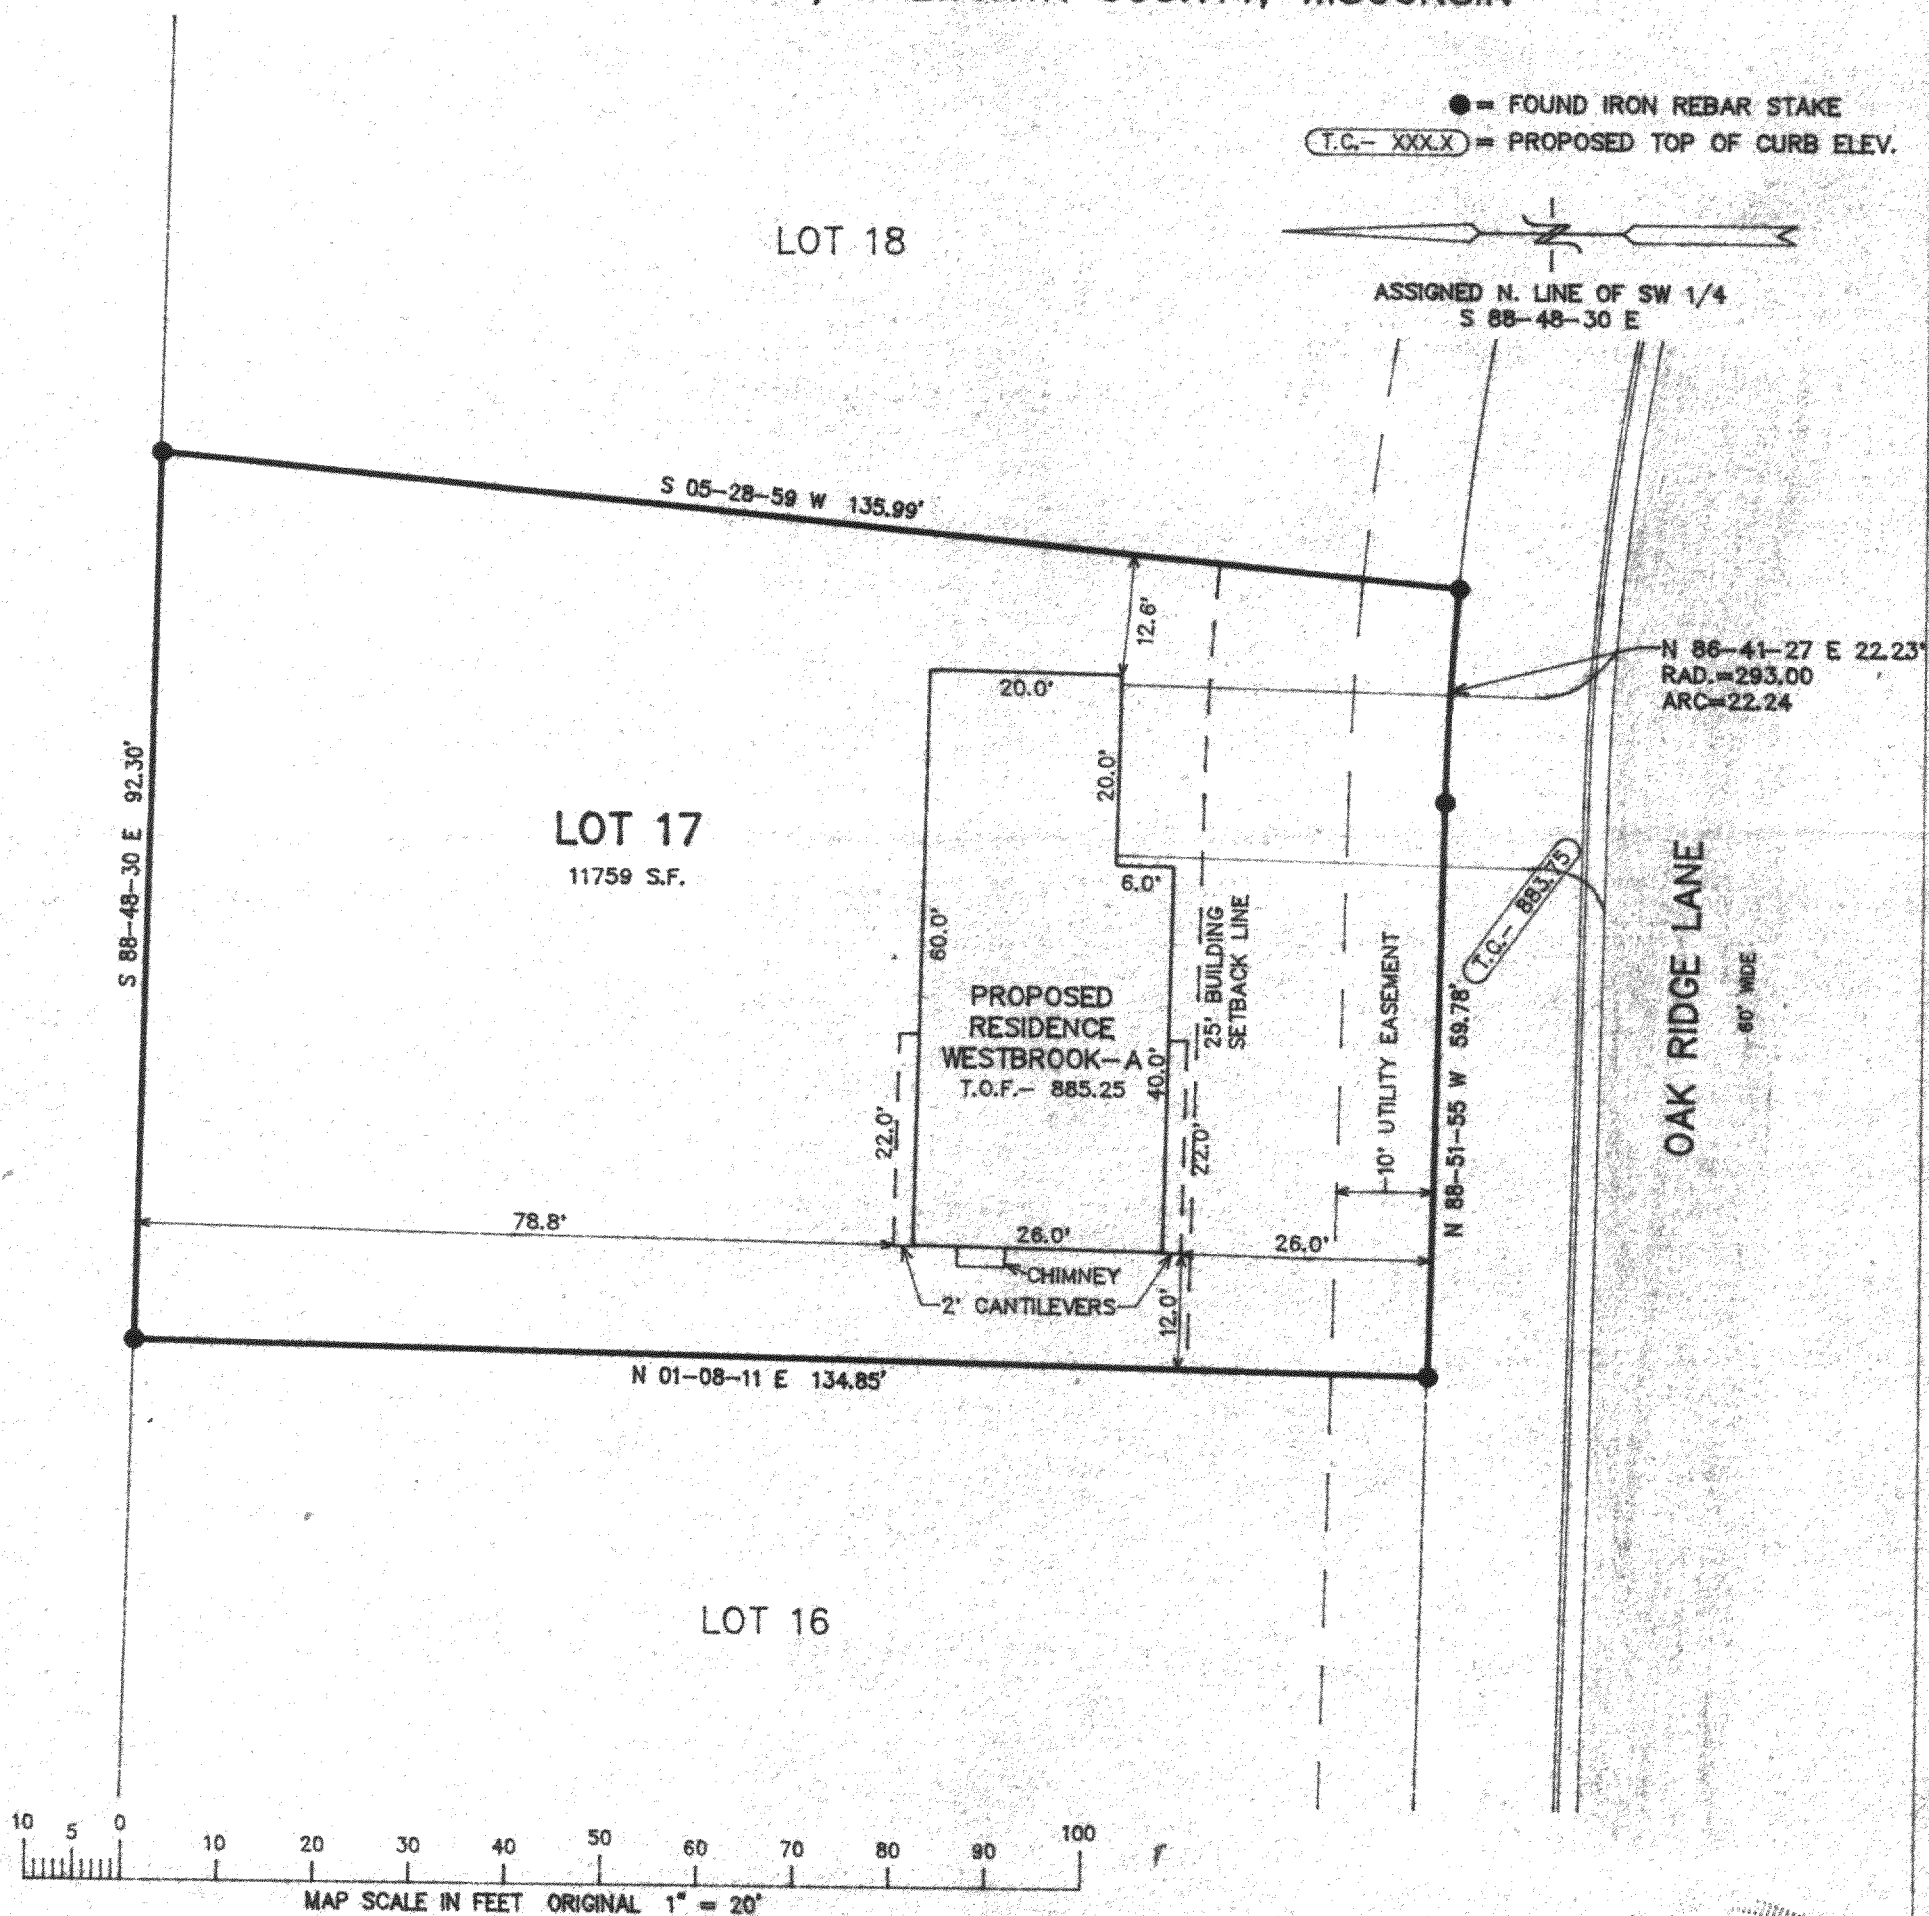 COUNTY, WISCONSIN
= FOUND IRON REBAR STAKE
T.C.- XXX.X = PROPOSED TOP OF CURB ELEV.
LOT 18
N
ASSIGNED N. LINE OF SW 1/4
S 88-48-30 E
S 05-28-59 W 135.99'
12.6'
N 86-41-27 E 22.23'
RAD.=293.00
ARC=22.24
20.0'
20.0'
S 88-48-30 E 92.30'
LOT 17
11759 S.F.
6.0'
60.0'
25' BUILDING
SETBACK LINE
T.C.- 883.75
OAK RIDGE LANE
60' WIDE
PROPOSED
RESIDENCE
WESTBROOK-A
T.O.F.- 885.25
40.0'
22.0'
22.0'
10' UTILITY EASEMENT
N 88-51-55 W 59.78'
78.8'
26.0'
26.0'
CHIMNEY
2' CANTILEVERS
12.0'
N 01-08-11 E 134.85'
LOT 16
10 5 0 10 20 30 40 50 60 70 80 90 100
MAP SCALE IN FEET ORIGINAL 1" = 20'